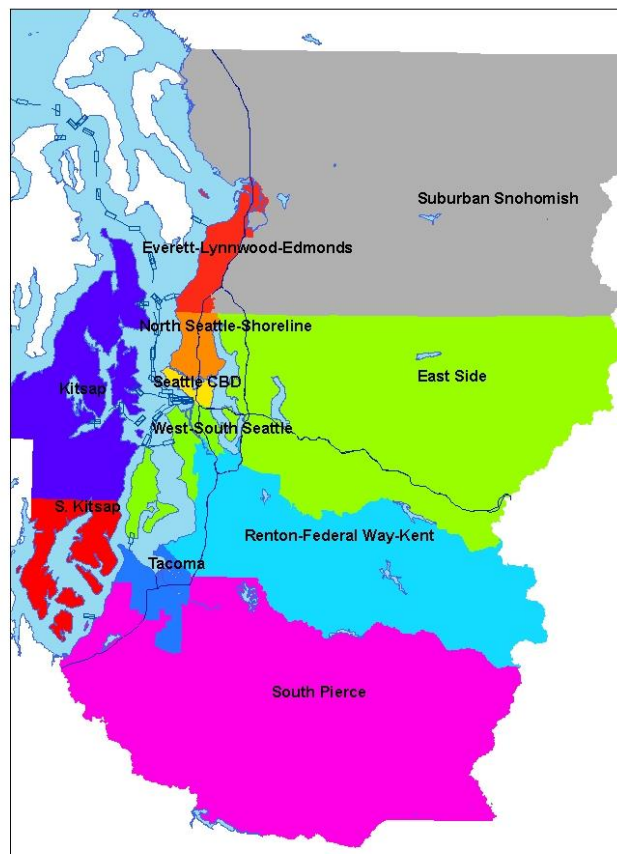 Suburban Snohomish
Everett-Lynnwood-Edmonds
North Seattle-Shoreline
East Side
Seattle CBD
Kitsap
West-South Seattle
S. Kitsap
Renton-Federal Way-Kent
Tacoma
South Pierce